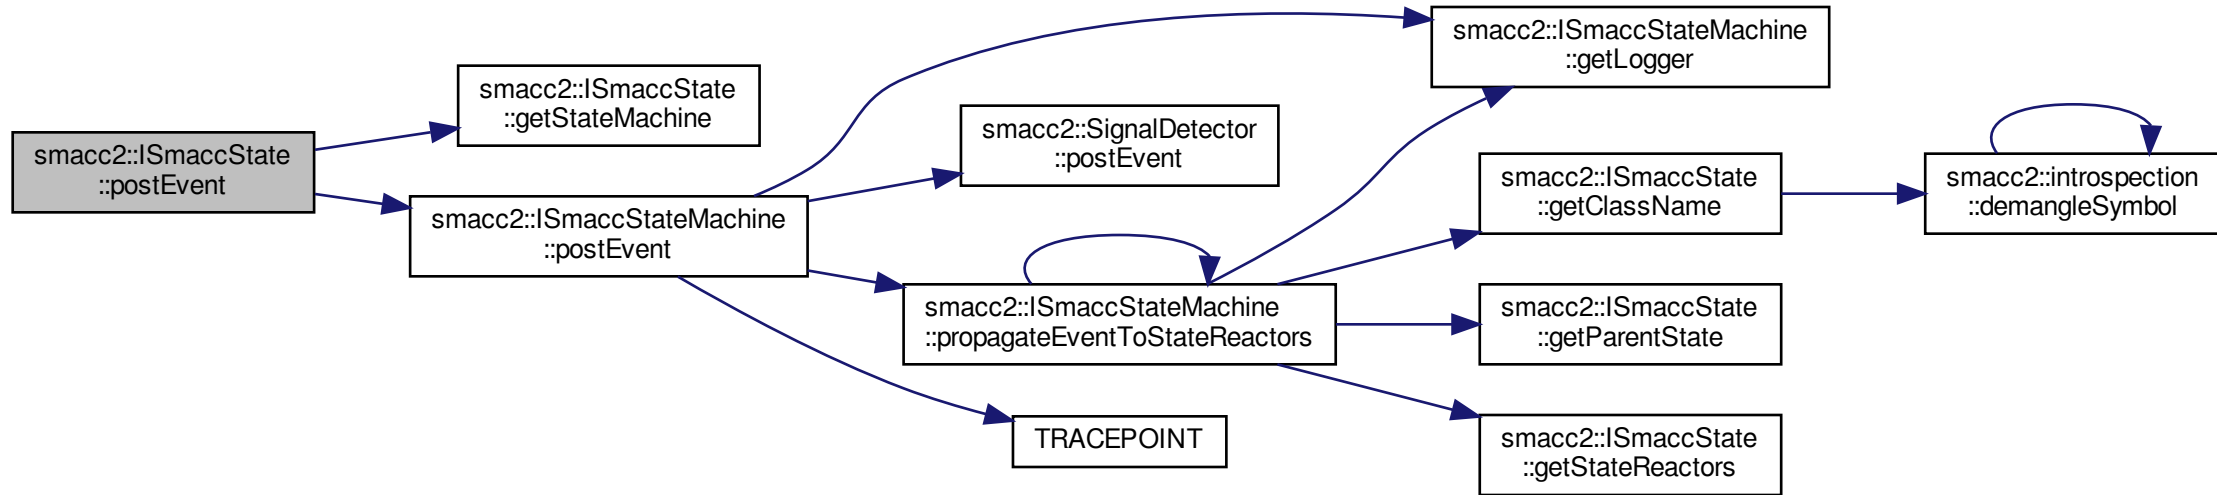 smacc2::ISmaccState
::postEvent
smacc2::ISmaccState
::getStateMachine
smacc2::ISmaccStateMachine
::postEvent
smacc2::ISmaccStateMachine
::getLogger
smacc2::SignalDetector
::postEvent
smacc2::ISmaccStateMachine
::propagateEventToStateReactors
TRACEPOINT
smacc2::ISmaccState
::getClassName
smacc2::ISmaccState
::getParentState
smacc2::ISmaccState
::getStateReactors
smacc2::introspection
::demangleSymbol